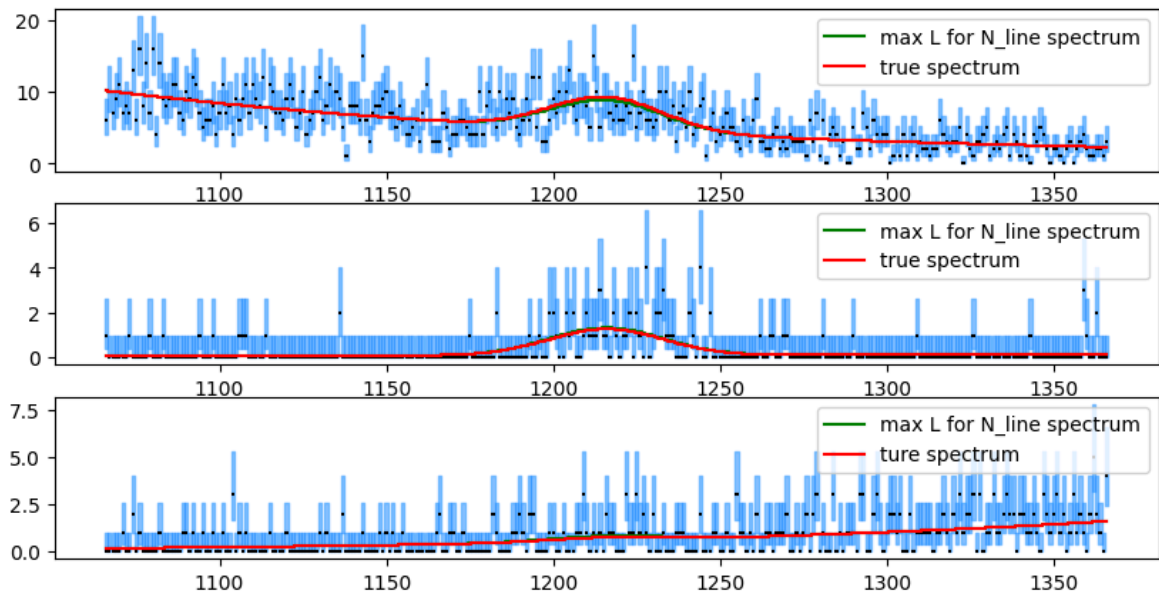 20
max L for N_line spectrum
true spectrum
10
0
1100 1150 1200 1250 1300 1350
6
max L for N_line spectrum
true spectrum
4
2
0
1100 1150 1200 1250 1300 1350
7.5
max L for N_line spectrum
ture spectrum
5.0
2.5
0.0
1100 1150 1200 1250 1300 1350